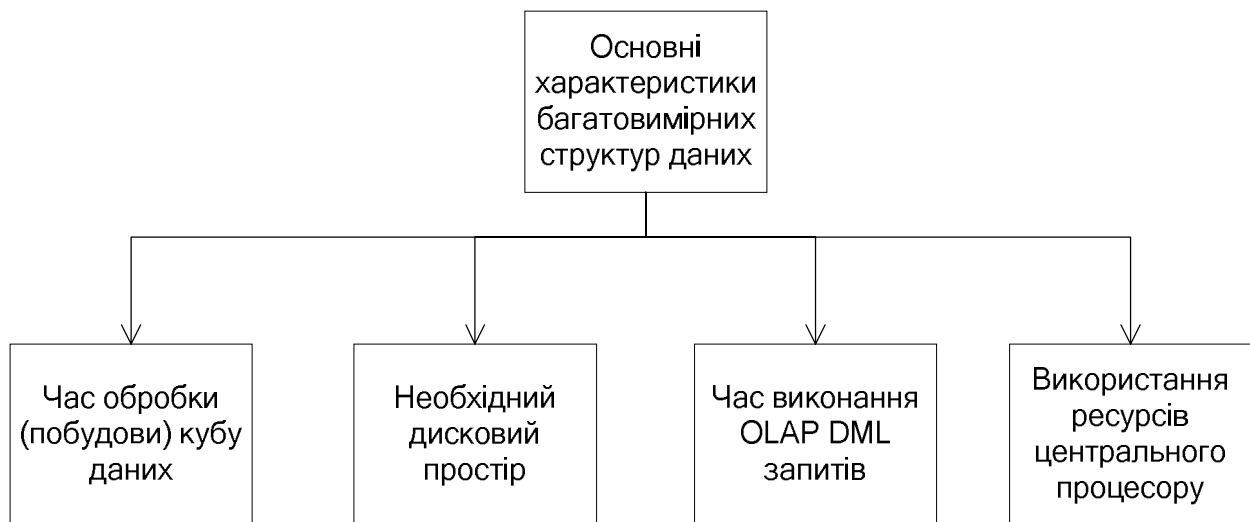 Основні
характеристики
багатовимірних
структур даних
Час обробки
(побудови) кубу
даних
Необхідний
дисковий
простір
Час виконання
OLAP DML
запитів
Використання
ресурсів
центрального
процесору